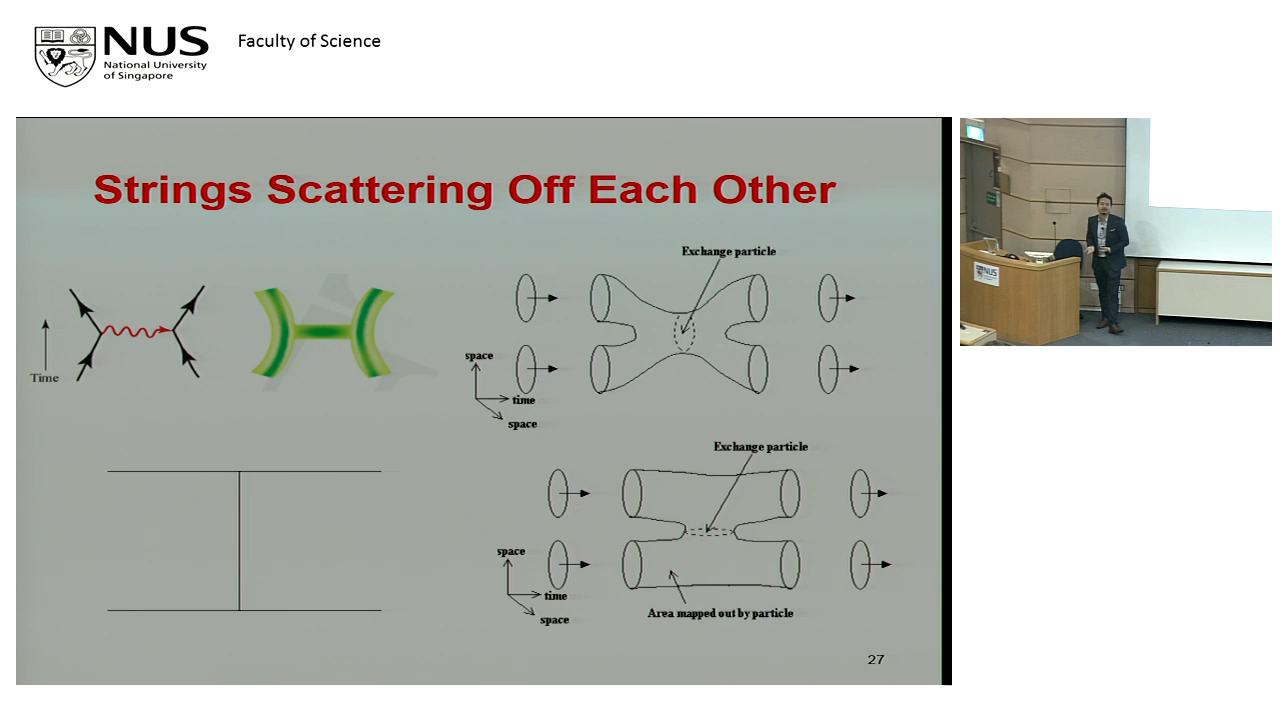 NUS
National University
of Singapore
Faculty of Science
Strings Scattering Off Each Other
Time
Exchange particle
space
time
space
Exchange particle
space
time
space
Area mapped out by particle
27
NUS